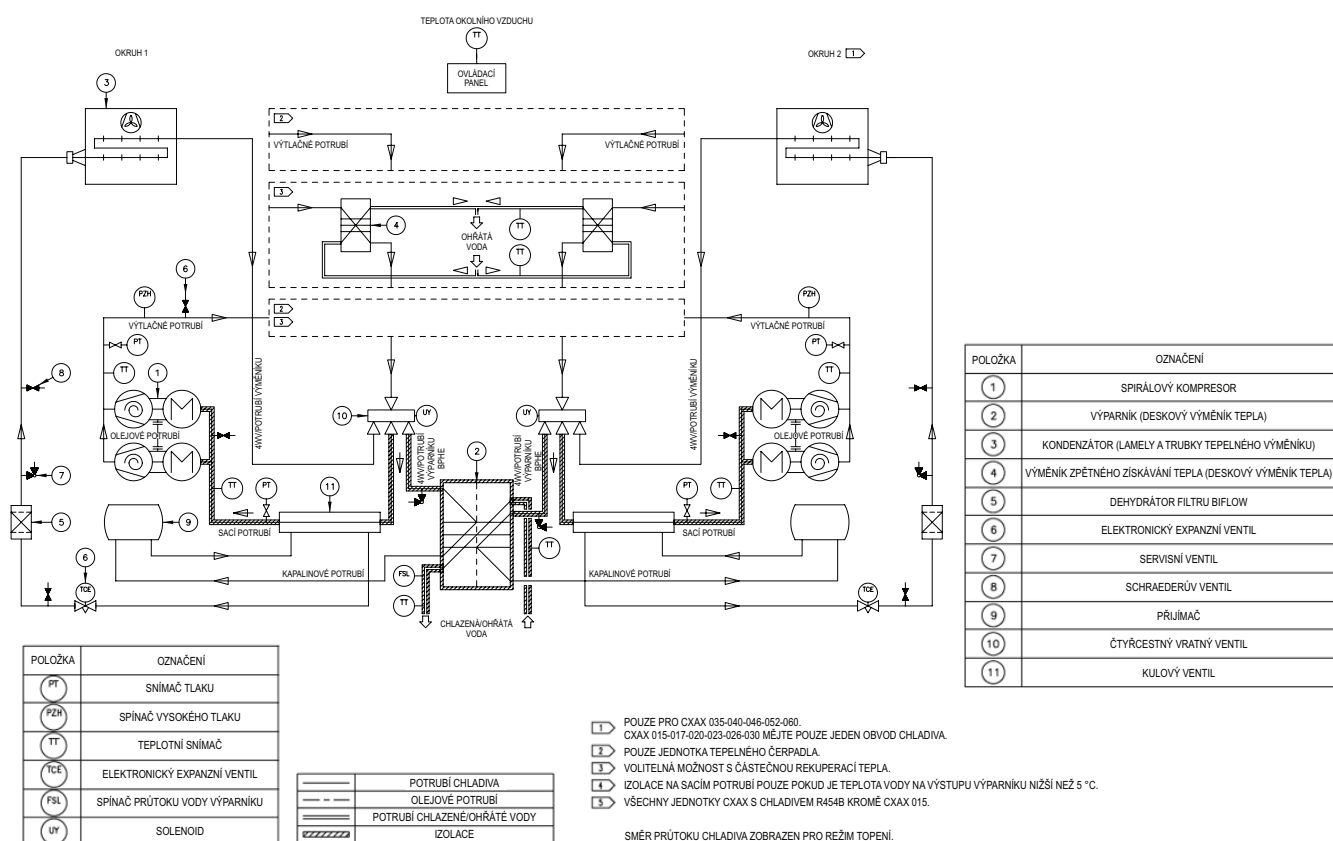 TEPLOTA OKOLNÍHO VZDUCHU
TT
OKRUH 1
OKRUH 2 1
OVLÁDACÍ
PANEL
3
2
VÝTLAČNÉ POTRUBÍ
VÝTLAČNÉ POTRUBÍ
3
4
TT
OHŘÁTÁ
VODA
TT
6
PZH
PZH
2
3
VÝTLAČNÉ POTRUBÍ
VÝTLAČNÉ POTRUBÍ
PT
PT
4WV/POTRUBÍ VÝMĚNÍKU
4WV/POTRUBÍ VÝMĚNÍKU
8
TT
1
TT
10
UY
UY
OLEJOVÉ POTRUBÍ
OLEJOVÉ POTRUBÍ
4WV/POTRUBÍ
VÝPARNÍKU
BPHE
2
4WV/POTRUBÍ
VÝPARNÍKU
BPHE
7
TT
PT
11
PT
TT
5
9
SACÍ POTRUBÍ
SACÍ POTRUBÍ
TT
6
TCE
KAPALINOVÉ POTRUBÍ
FSL
KAPALINOVÉ POTRUBÍ
TCE
TT
CHLAZENÁ/OHŘÁTÁ
VODA
POLOŽKA OZNAČENÍ
1 SPIRÁLOVÝ KOMPRESOR
2 VÝPARNÍK (DESKOVÝ VÝMĚNÍK TEPLA)
3 KONDENZÁTOR (LAMELY A TRUBKY TEPELNÉHO VÝMĚNÍKU)
4 VÝMĚNÍK ZPĚTNÉHO ZÍSKÁVÁNÍ TEPLA (DESKOVÝ VÝMĚNÍK TEPLA)
5 DEHYDRÁTOR FILTRU BIFLOW
6 ELEKTRONICKÝ EXPANZNÍ VENTIL
7 SERVISNÍ VENTIL
8 SCHRAEDERŮV VENTIL
9 PŘIJÍMAČ
10 ČTYŘCESTNÝ VRATNÝ VENTIL
11 KULOVÝ VENTIL
POLOŽKA OZNAČENÍ
PT SNÍMAČ TLAKU
PZH SPÍNAČ VYSOKÉHO TLAKU
TT TEPLOTNÍ SNÍMAČ
TCE ELEKTRONICKÝ EXPANZNÍ VENTIL
FSL SPÍNAČ PRŮTOKU VODY VÝPARNÍKU
UY SOLENOID
POTRUBÍ CHLADIVA
OLEJOVÉ POTRUBÍ
POTRUBÍ CHLAZENÉ/OHŘÁTÉ VODY
IZOLACE
1 POUZE PRO CXAX 035-040-046-052-060.
CXAX 015-017-020-023-026-030 MĚJTE POUZE JEDEN OBVOD CHLADIVA.
2 POUZE JEDNOTKA TEPELNÉHO ČERPADLA.
3 VOLITELNÁ MOŽNOST S ČÁSTEČNOU REKUPERACÍ TEPLA.
4 IZOLACE NA SACÍM POTRUBÍ POUZE POKUD JE TEPLOTA VODY NA VÝSTUPU VÝPARNÍKU NIŽŠÍ NEŽ 5 °C.
5 VŠECHNY JEDNOTKY CXAX S CHLADIVEM R454B KROMĚ CXAX 015.
SMĚR PRŮTOKU CHLADIVA ZOBRAZEN PRO REŽIM TOPENÍ.